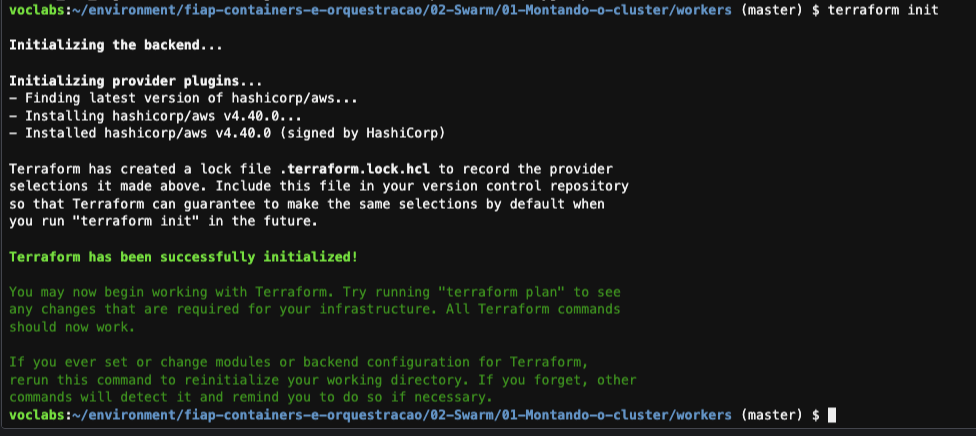 voclabs:~/environment/fiap-containers-e-orquestracao/02-Swarm/01-Montando-o-cluster/workers (master) $ terraform init
Initializing the backend...
Initializing provider plugins...
- Finding latest version of hashicorp/aws...
- Installing hashicorp/aws v4.40.0...
- Installed hashicorp/aws v4.40.0 (signed by HashiCorp)
Terraform has created a lock file .terraform.lock.hcl to record the provider
selections it made above. Include this file in your version control repository
so that Terraform can guarantee to make the same selections by default when
you run "terraform init" in the future.
Terraform has been successfully initialized!
You may now begin working with Terraform. Try running "terraform plan" to see
any changes that are required for your infrastructure. All Terraform commands
should now work.
If you ever set or change modules or backend configuration for Terraform,
rerun this command to reinitialize your working directory. If you forget, other
commands will detect it and remind you to do so if necessary.
voclabs:~/environment/fiap-containers-e-orquestracao/02-Swarm/01-Montando-o-cluster/workers (master) $